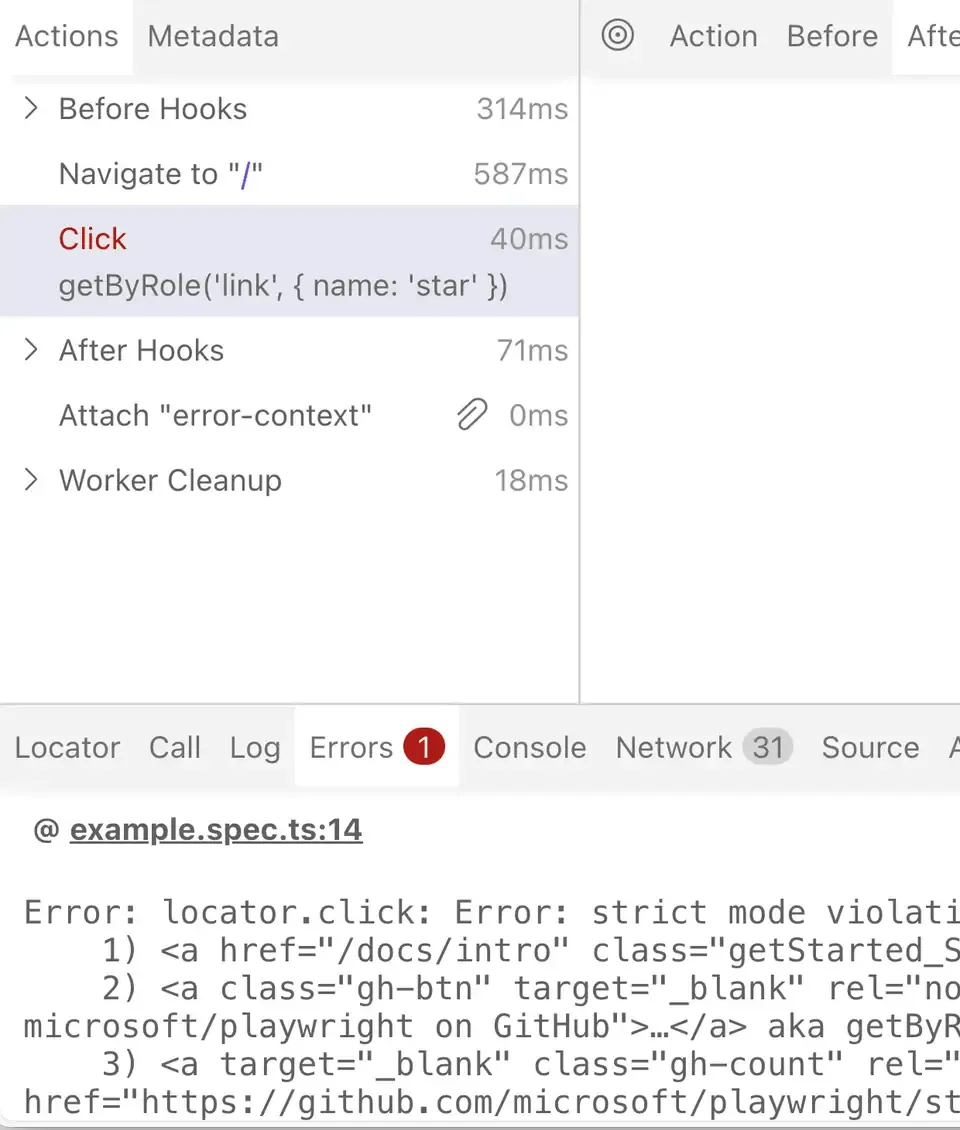 Actions Metadata
Action Before Afte
Before Hooks 314ms
Navigate to "/" 587ms
Click 40ms
getByRole('link', { name: 'star' })
After Hooks 71ms
Attach "error-context" 0ms
Worker Cleanup 18ms
Locator Call Log Errors 1 Console Network 31 Source A
@ example.spec.ts:14
Error: locator.click: Error: strict mode violati
1) <a href="/docs/intro" class="getStarted_S
2) <a class="gh-btn" target="_blank" rel="no
microsoft/playwright on GitHub">…</a> aka getByR
3) <a target="_blank" class="gh-count" rel="
href="https://github.com/microsoft/playwright/st